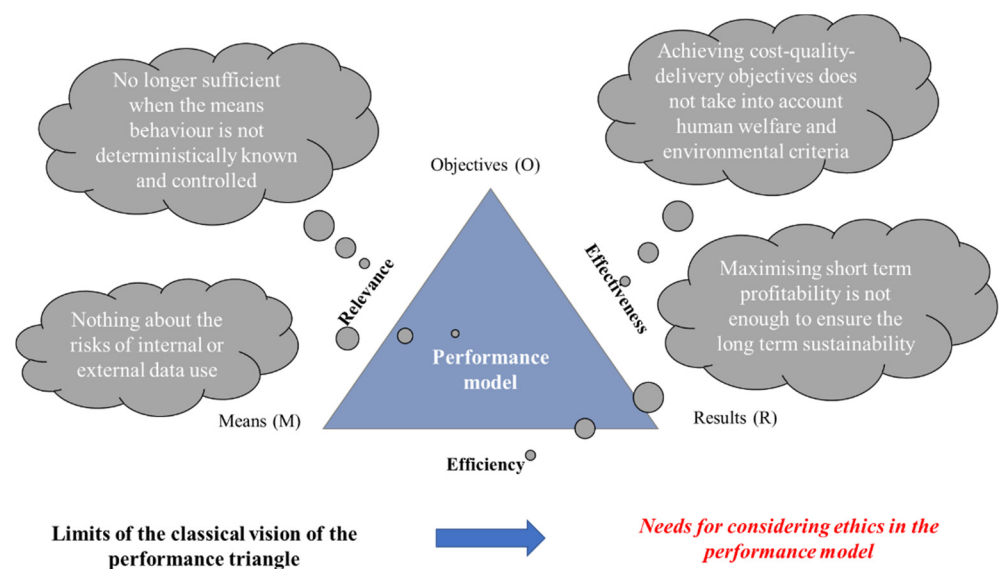 No longer sufficient
when the means
behaviour is not
deterministically known
and controlled
Achieving cost-quality-
delivery objectives does
not take into account
human welfare and
environmental criteria
Objectives (O)
Relevance
Effectiveness
Nothing about the
risks of internal or
external data use
Maximising short term
profitability is not
enough to ensure the
long term sustainability
Performance
model
Means (M)
Results (R)
Efficiency
Limits of the classical vision of the
performance triangle
Needs for considering ethics in the
performance model